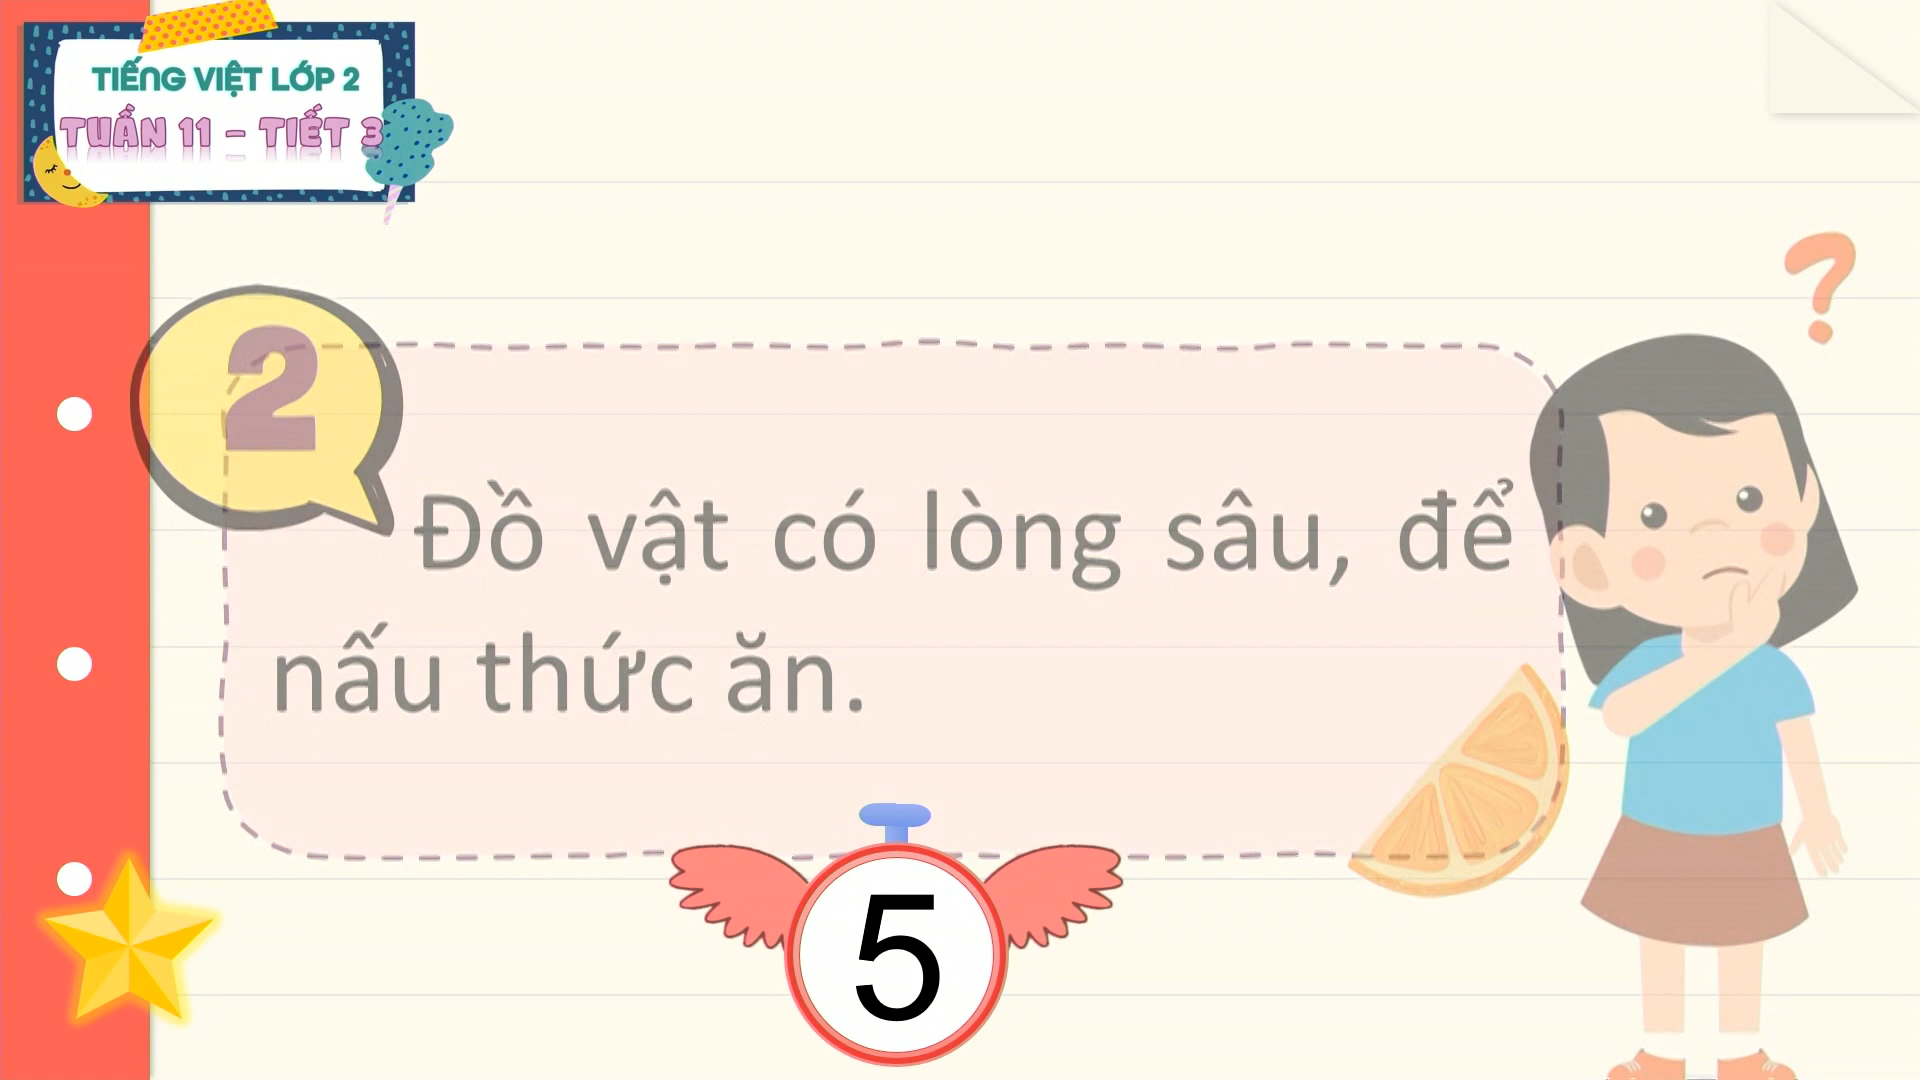 TIẾNG VIỆT LỚP 2
TUẦN 11 - TIẾT 3
?
2
Đồ vật có lòng sâu, để
nấu thức ăn.
5